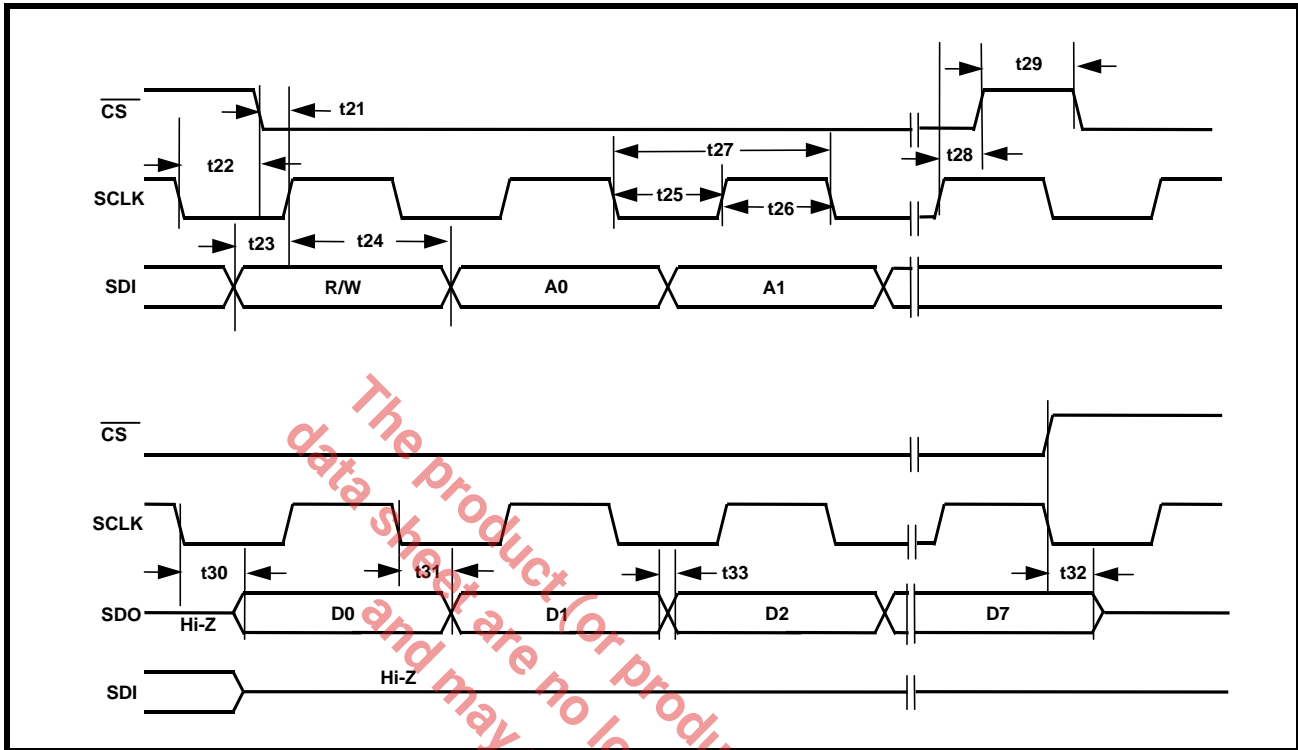 t29
CS
t21
t22
t27
t28
SCLK
t25
t26
t23
t24
SDI
R/W
A0
A1
CS
SCLK
t30
t31
t33
t32
SDO
Hi-Z
D0
D1
D2
D7
SDI
Hi-Z
The product (or produ
data sheet are no lo
and may